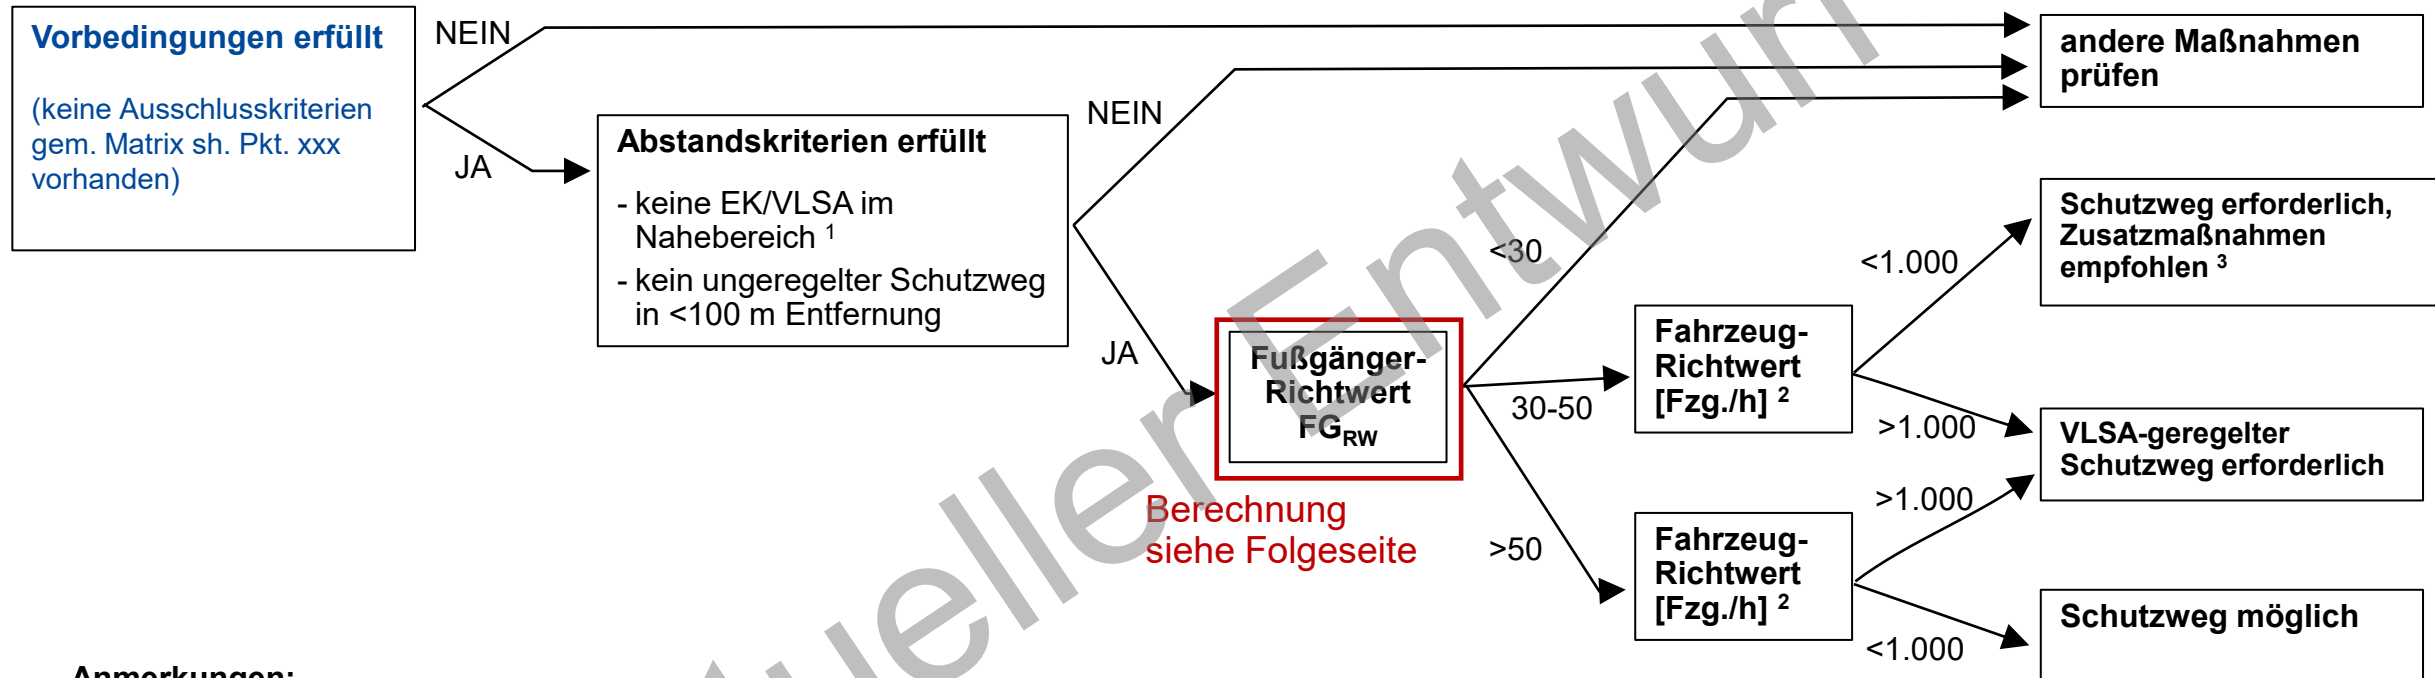 Vorbedingungen erfüllt
(keine Ausschlusskriterien
gem. Matrix sh. Pkt. xxx
vorhanden)
NEIN
JA
Abstandskriterien erfüllt
- keine EK/VLSA im
Nahebereich ¹
- kein ungeregelter Schutzweg
in <100 m Entfernung
NEIN
JA
Fußgänger-
Richtwert
FG_RW
Berechnung
siehe Folgeseite
<30
30-50
>50
Fahrzeug-
Richtwert
[Fzg./h] ²
<1.000
>1.000
Fahrzeug-
Richtwert
[Fzg./h] ²
>1.000
<1.000
andere Maßnahmen
prüfen
Schutzweg erforderlich,
Zusatzmaßnahmen
empfohlen ³
VLSA-geregelter
Schutzweg erforderlich
Schutzweg möglich
Anmerkungen:
tueller Entwurf